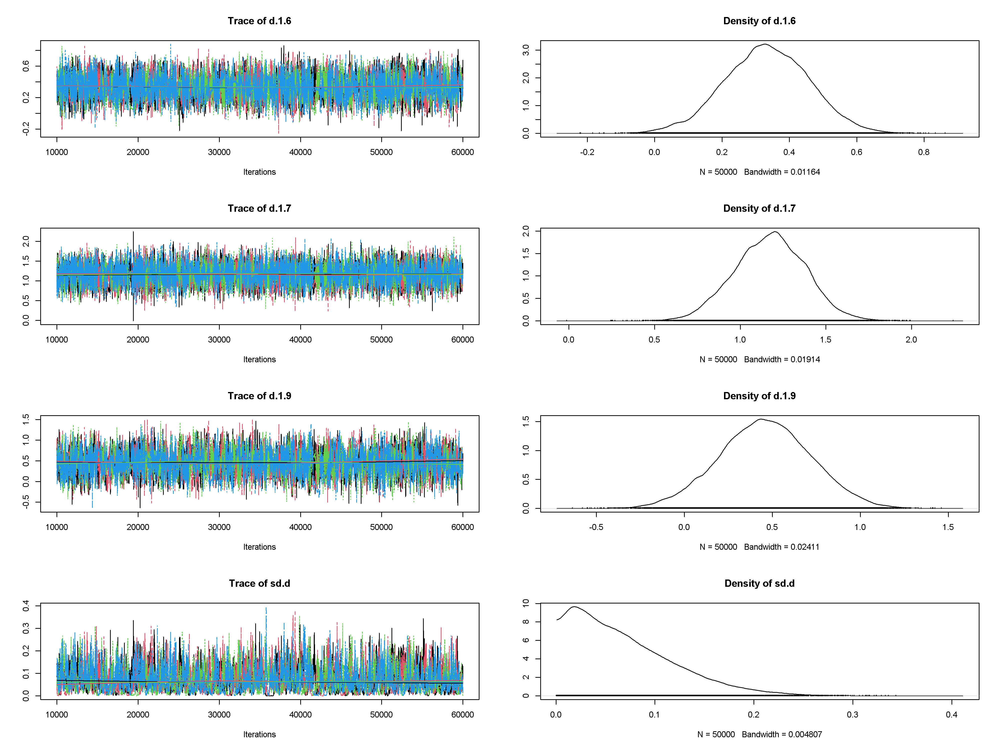 Trace of d.1.6
-0.2 0.2 0.6
10000 20000 30000 40000 50000 60000
Iterations
Density of d.1.6
0.0 1.0 2.0 3.0
-0.2 0.0 0.2 0.4 0.6 0.8
N = 50000 Bandwidth = 0.01164
Trace of d.1.7
0.0 0.5 1.0 1.5 2.0
10000 20000 30000 40000 50000 60000
Iterations
Density of d.1.7
0.0 0.5 1.0 1.5 2.0
0.0 0.5 1.0 1.5 2.0
N = 50000 Bandwidth = 0.01914
Trace of d.1.9
-0.5 0.0 0.5 1.0 1.5
10000 20000 30000 40000 50000 60000
Iterations
Density of d.1.9
0.0 0.5 1.0 1.5
-0.5 0.0 0.5 1.0 1.5
N = 50000 Bandwidth = 0.02411
Trace of sd.d
0.0 0.1 0.2 0.3 0.4
10000 20000 30000 40000 50000 60000
Iterations
Density of sd.d
0 2 4 6 8 10
0.0 0.1 0.2 0.3 0.4
N = 50000 Bandwidth = 0.004807